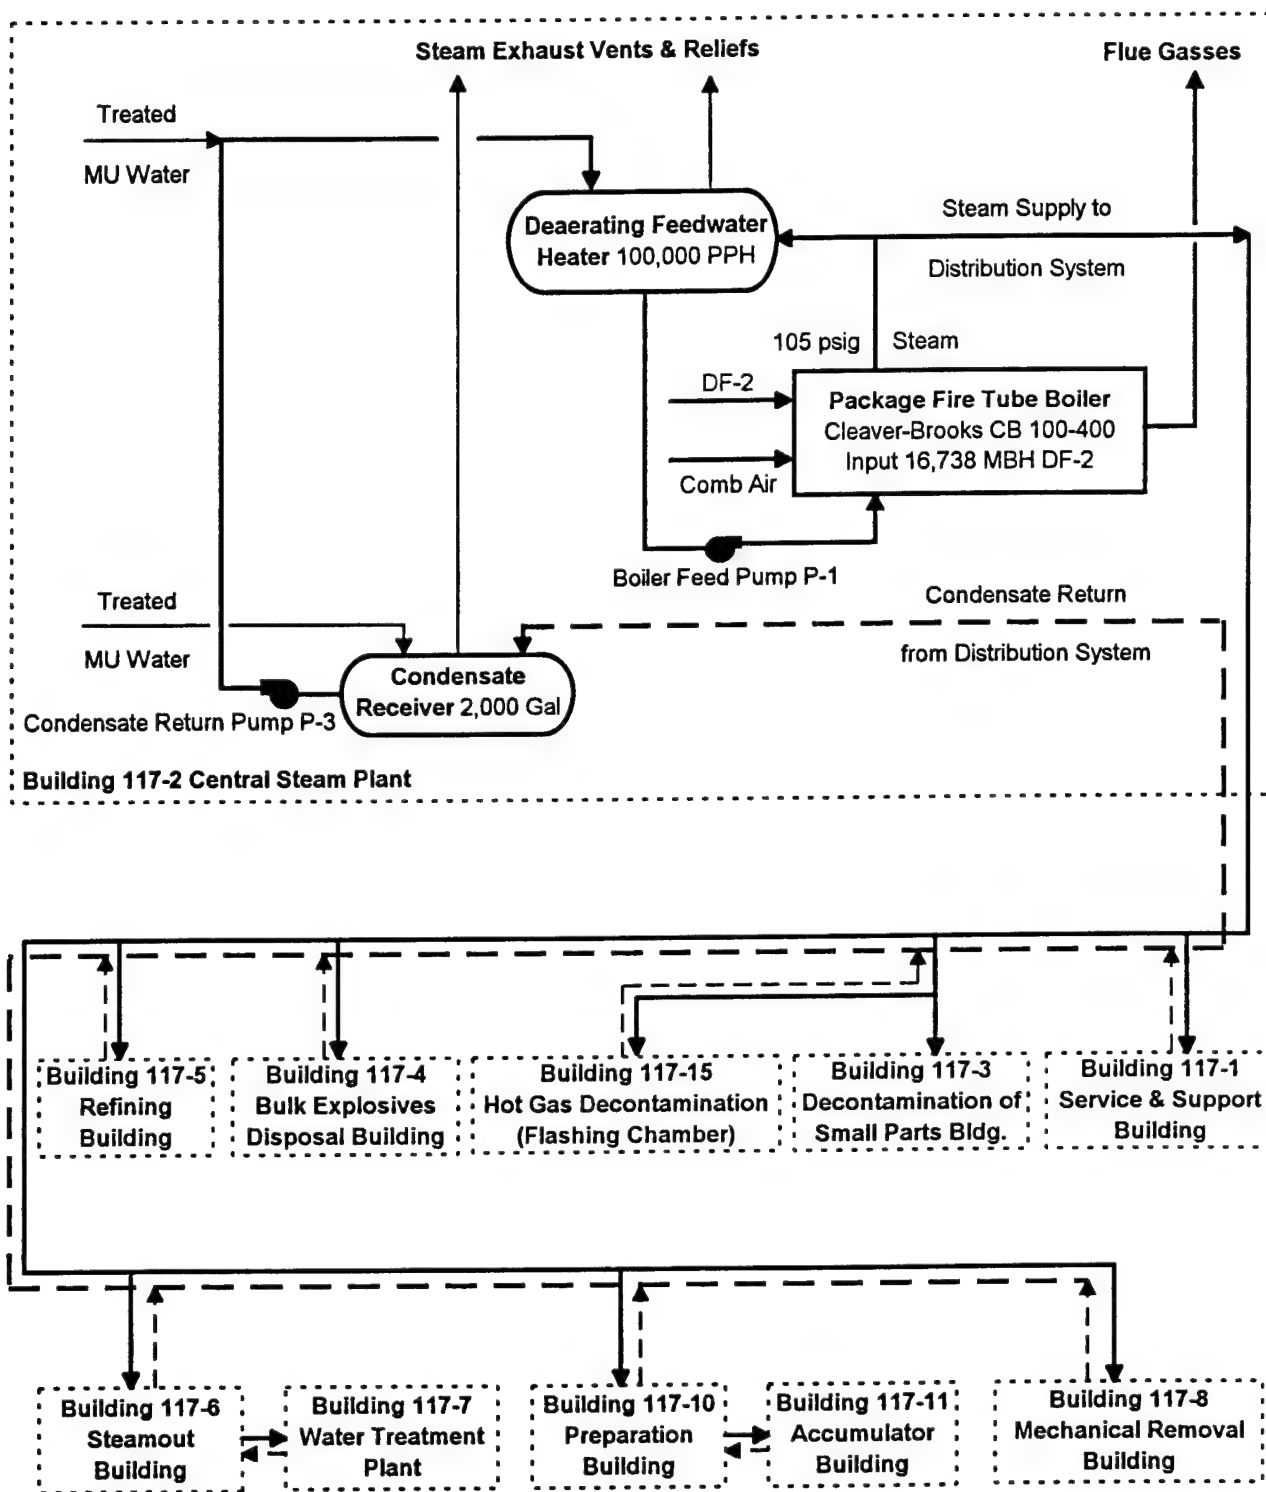 Steam Exhaust Vents & Reliefs
Flue Gasses
Treated
MU Water
Deaerating Feedwater
Heater 100,000 PPH
Steam Supply to
Distribution System
105 psig Steam
DF-2
Comb Air
Package Fire Tube Boiler
Cleaver-Brooks CB 100-400
Input 16,738 MBH DF-2
Boiler Feed Pump P-1
Treated
MU Water
Condensate Return
from Distribution System
Condensate
Receiver 2,000 Gal
Condensate Return Pump P-3
Building 117-2 Central Steam Plant
Building 117-5
Refining
Building
Building 117-4
Bulk Explosives
Disposal Building
Building 117-15
Hot Gas Decontamination
(Flashing Chamber)
Building 117-3
Decontamination of
Small Parts Bldg.
Building 117-1
Service & Support
Building
Building 117-6
Steamout
Building
Building 117-7
Water Treatment
Plant
Building 117-10
Preparation
Building
Building 117-11
Accumulator
Building
Building 117-8
Mechanical Removal
Building